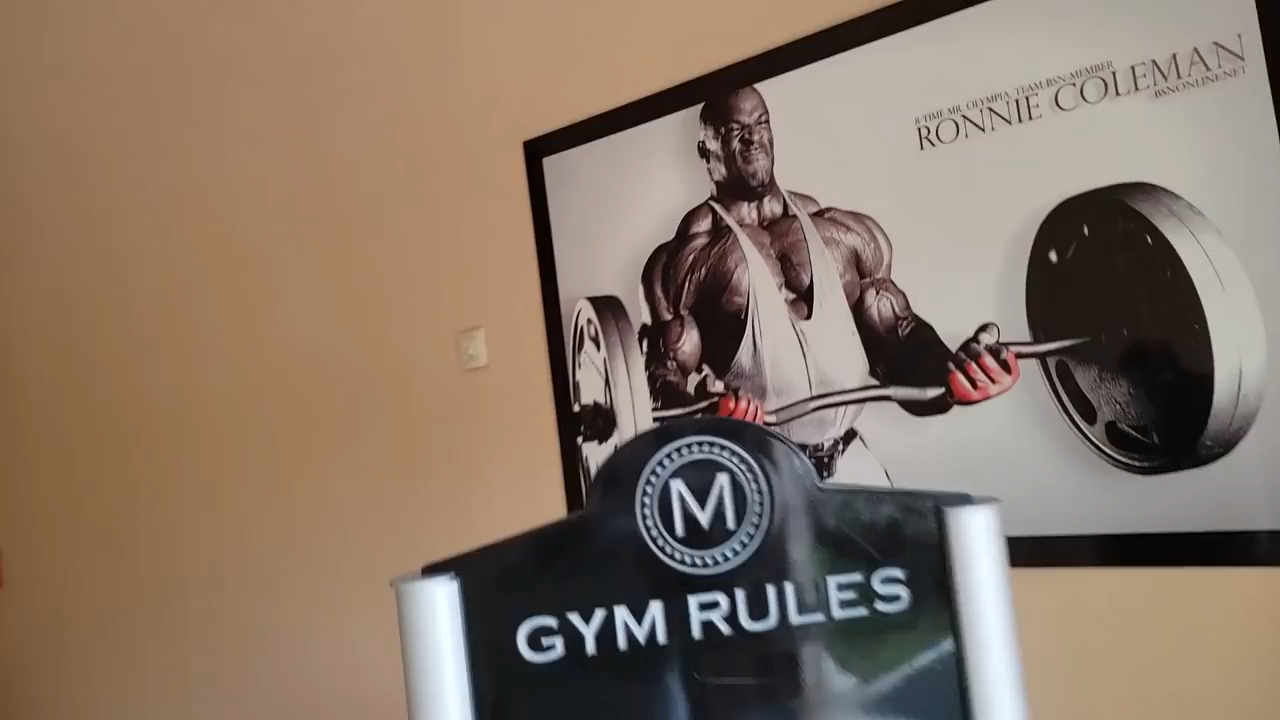 8-TIME MR. OLYMPIA, TEAM BSN MEMBER
RONNIE COLEMAN
BSNONLINE.NET
M
GYM RULES